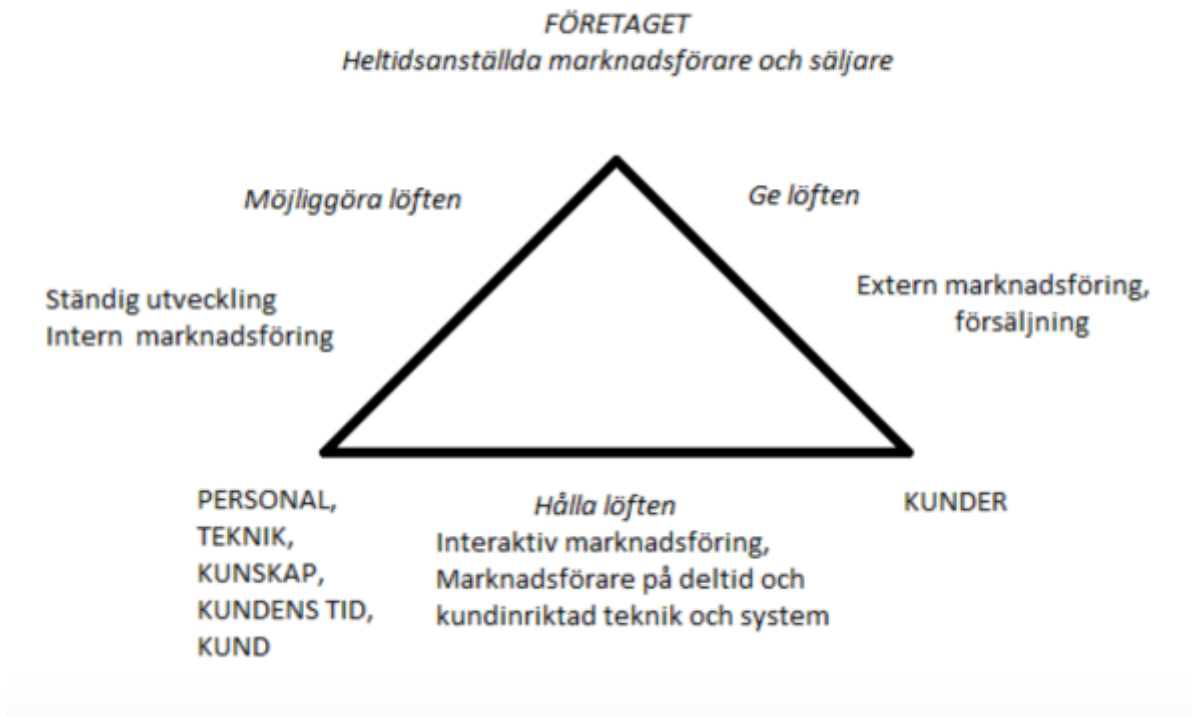 FÖRETAGET
Heltidsanställda marknadsförare och säljare
Möjliggöra löften
Ge löften
Ständig utveckling
Intern marknadsföring
Extern marknadsföring,
försäljning
PERSONAL,
TEKNIK,
KUNSKAP,
KUNDENS TID,
KUND
Hålla löften
Interaktiv marknadsföring,
Marknadsförare på deltid och
kundinriktad teknik och system
KUNDER